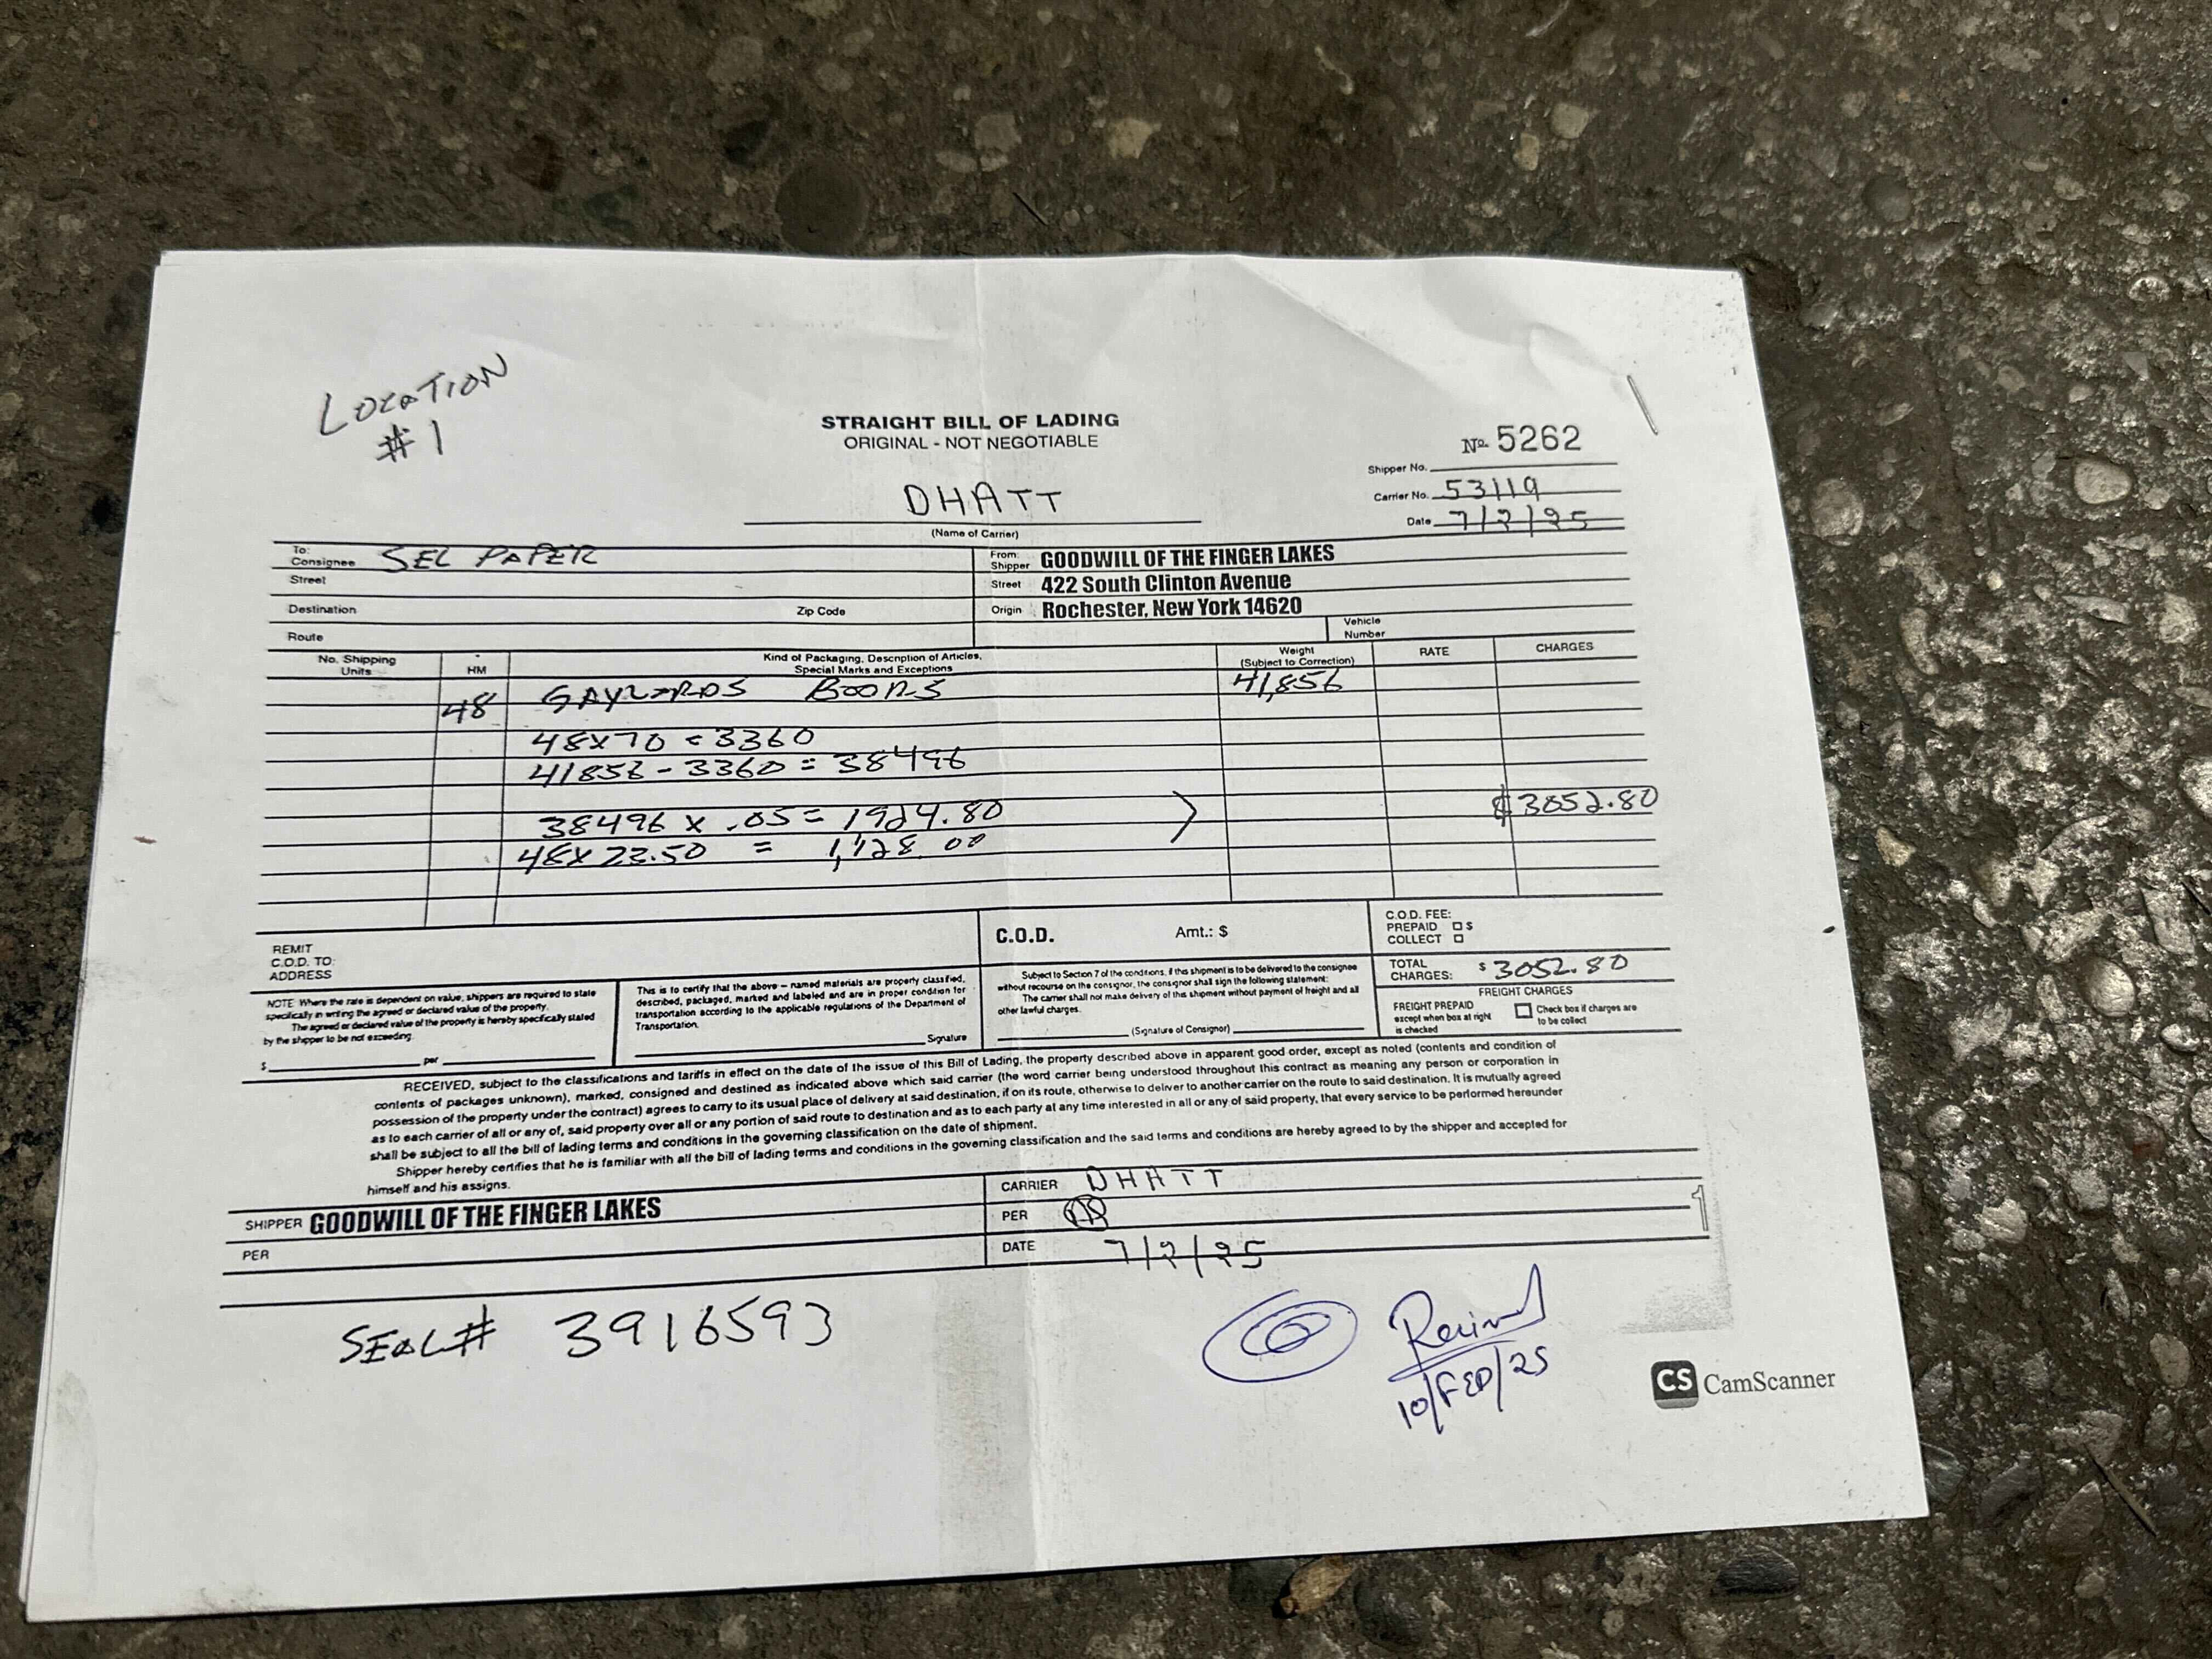 LOCATION
#1
STRAIGHT BILL OF LADING
ORIGINAL - NOT NEGOTIABLE
Nº 5262
Shipper No.
Carrier No. 53119
Date 7/2/25
DHATT
(Name of Carrier)
To:
Consignee SEL PAPER
Street
Destination Zip Code
Route
From:
Shipper GOODWILL OF THE FINGER LAKES
Street 422 South Clinton Avenue
Origin Rochester, New York 14620
Vehicle
Number
No. Shipping
Units
HM
Kind of Packaging, Description of Articles,
Special Marks and Exceptions
Weight
(Subject to Correction)
RATE
CHARGES
48 GAYLORDS BOOKS 41,856
48x70 = 3360
41856 - 3360 = 38496
38496 x .05 = 1924.80
48x23.50 = 1,128.00
$3052.80
REMIT
C.O.D. TO:
ADDRESS
C.O.D. Amt.: $
C.O.D. FEE:
PREPAID □ $
COLLECT □
TOTAL
CHARGES: $ 3052.80
NOTE: Where the rate is dependent on value, shippers are required to state
specifically in writing the agreed or declared value of the property.
The agreed or declared value of the property is hereby specifically stated
by the shipper to be not exceeding.
$ per
This is to certify that the above - named materials are property classified,
described, packaged, marked and labeled and are in proper condition for
transportation according to the applicable regulations of the Department of
Transportation.
Signature
Subject to Section 7 of the conditions, if this shipment is to be delivered to the consignee
without recourse on the consignor, the consignor shall sign the following statement:
The carrier shall not make delivery of this shipment without payment of freight and all
other lawful charges.
(Signature of Consignor)
FREIGHT CHARGES
FREIGHT PREPAID
except when box at right
is checked
□ Check box if charges are
to be collect
RECEIVED, subject to the classifications and tariffs in effect on the date of the issue of this Bill of Lading, the property described above in apparent good order, except as noted (contents and condition of
contents of packages unknown), marked, consigned and destined as indicated above which said carrier (the word carrier being understood throughout this contract as meaning any person or corporation in
possession of the property under the contract) agrees to carry to its usual place of delivery at said destination, if on its route, otherwise to deliver to another carrier on the route to said destination. It is mutually agreed
as to each carrier of all or any of, said property over all or any portion of said route to destination and as to each party at any time interested in all or any of said property, that every service to be performed hereunder
shall be subject to all the bill of lading terms and conditions in the governing classification on the date of shipment.
Shipper hereby certifies that he is familiar with all the bill of lading terms and conditions in the governing classification and the said terms and conditions are hereby agreed to by the shipper and accepted for
himself and his assigns.
SHIPPER GOODWILL OF THE FINGER LAKES
PER
CARRIER DHATT
PER
DATE 7/2/25
1
SEAL# 3916593
Received
10/FEB/25
CS CamScanner